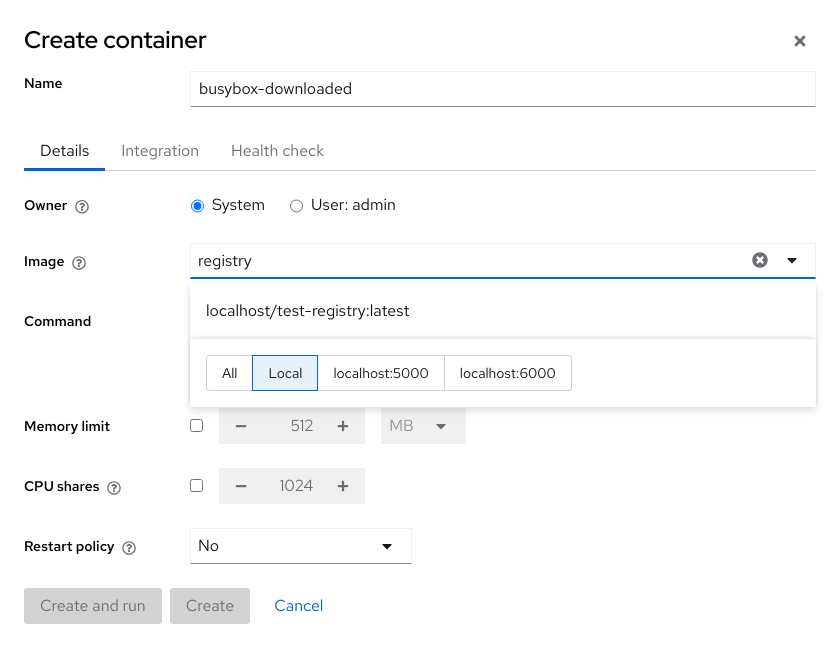 Create container
Name
busybox-downloaded
Details Integration Health check
Owner System User: admin
Image registry
localhost/test-registry:latest
Command
All Local localhost:5000 localhost:6000
Memory limit 512 MB
CPU shares 1024
Restart policy No
Create and run Create Cancel